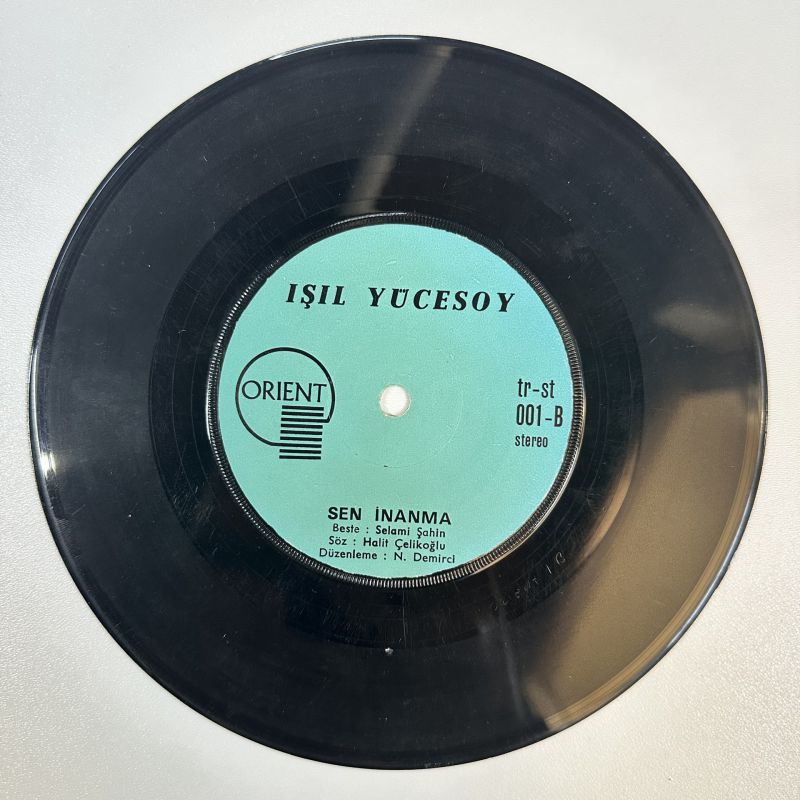 IŞIL YÜCESOY
ORIENT
tr-st
001-B
stereo
SEN İNANMA
Beste : Selami Şahin
Söz : Halit Çelikoğlu
Düzenleme : N. Demirci